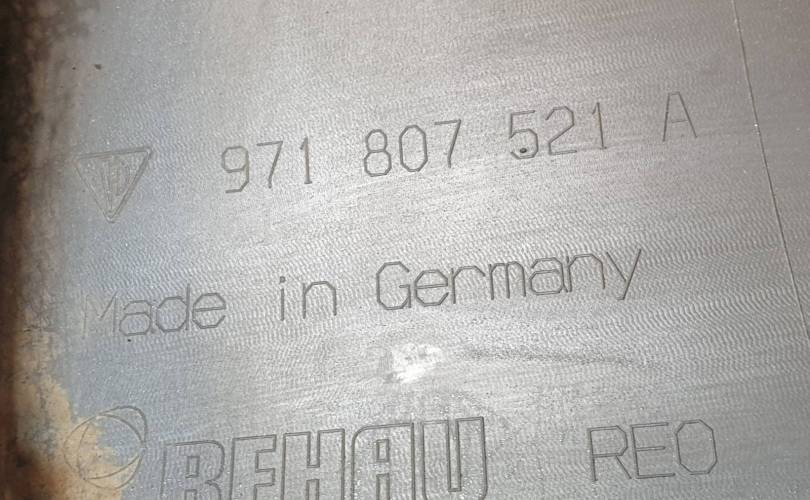 971 807 521 A
Made in Germany
REHAU REO